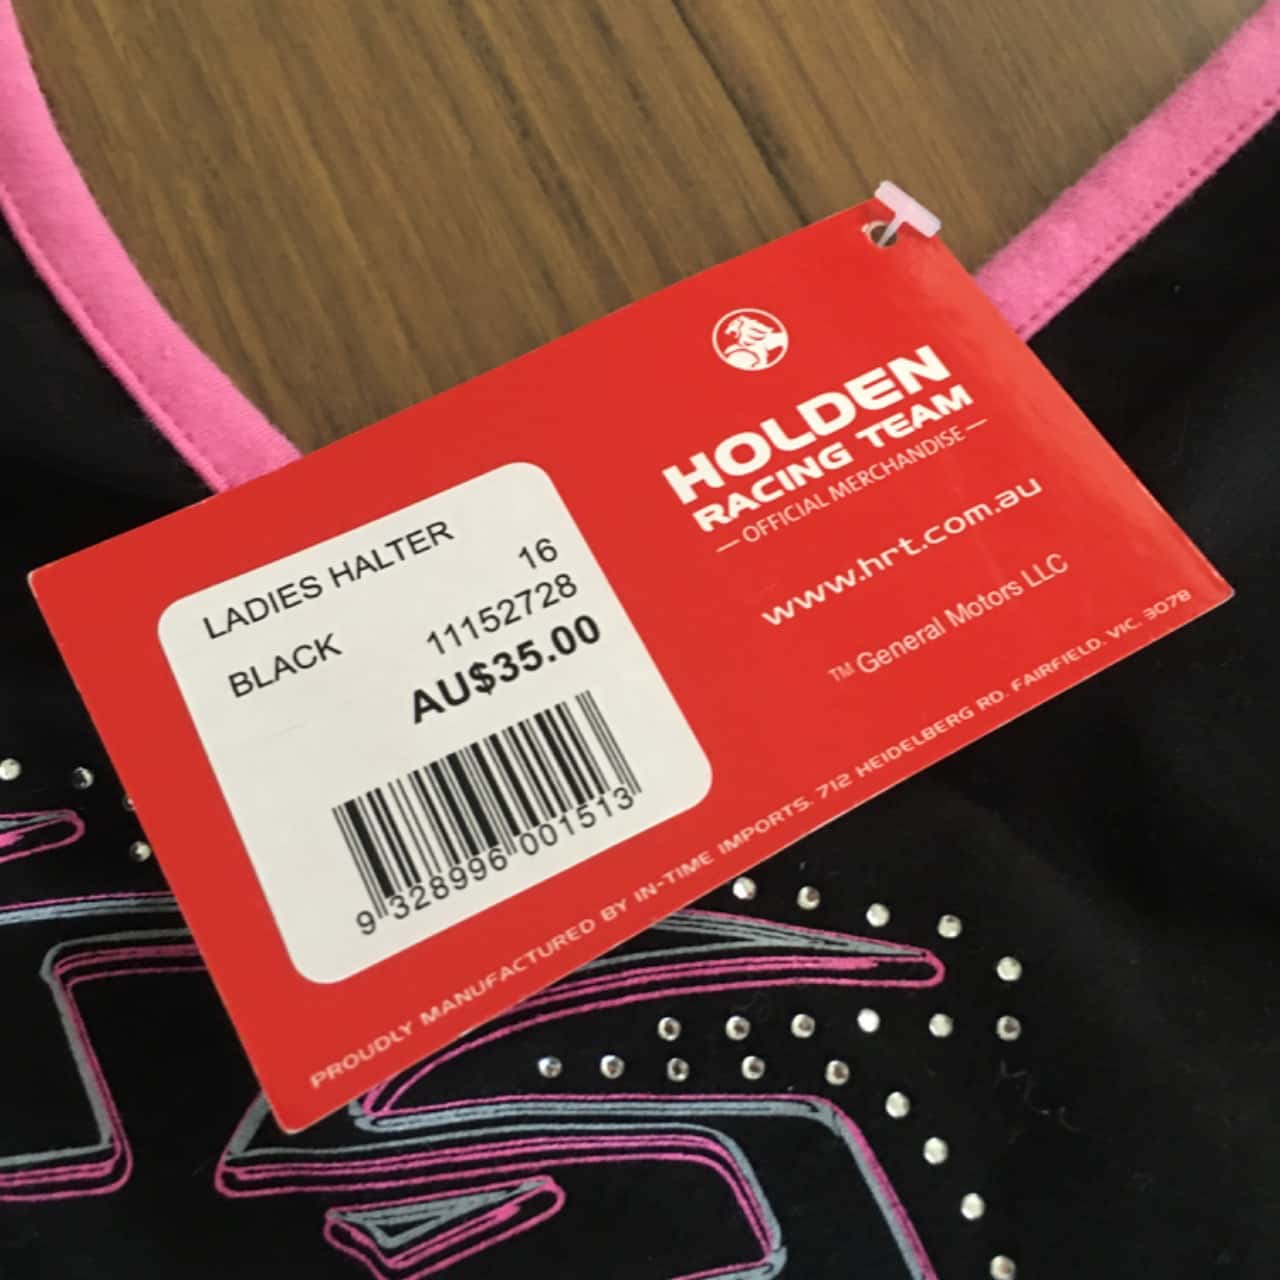 HOLDEN
RACING TEAM
— OFFICIAL MERCHANDISE —
www.hrt.com.au
TM General Motors LLC
LADIES HALTER
16
BLACK 11152728
AU$35.00
9 328996 001513
PROUDLY MANUFACTURED BY IN-TIME IMPORTS. 712 HEIDELBERG RD. FAIRFIELD. VIC. 3078